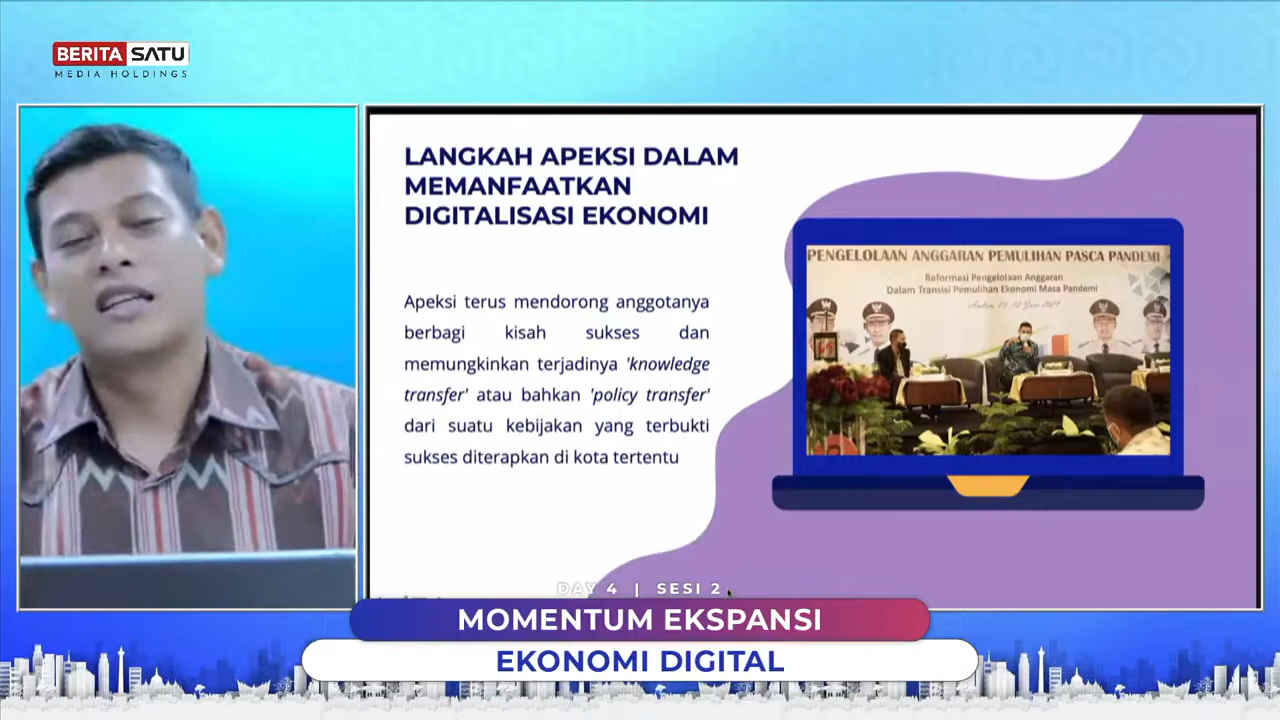 BERITA SATU
MEDIA HOLDINGS
LANGKAH APEKSI DALAM
MEMANFAATKAN
DIGITALISASI EKONOMI
Apeksi terus mendorong anggotanya
berbagi kisah sukses dan
memungkinkan terjadinya 'knowledge
transfer' atau bahkan 'policy transfer'
dari suatu kebijakan yang terbukti
sukses diterapkan di kota tertentu
PENGELOLAAN ANGGARAN PEMULIHAN PASCA PANDEMI
Reformasi Pengelolaan Anggaran
Dalam Transisi Pemulihan Ekonomi Masa Pandemi
2021
DAY 4 | SESI 2
MOMENTUM EKSPANSI
EKONOMI DIGITAL